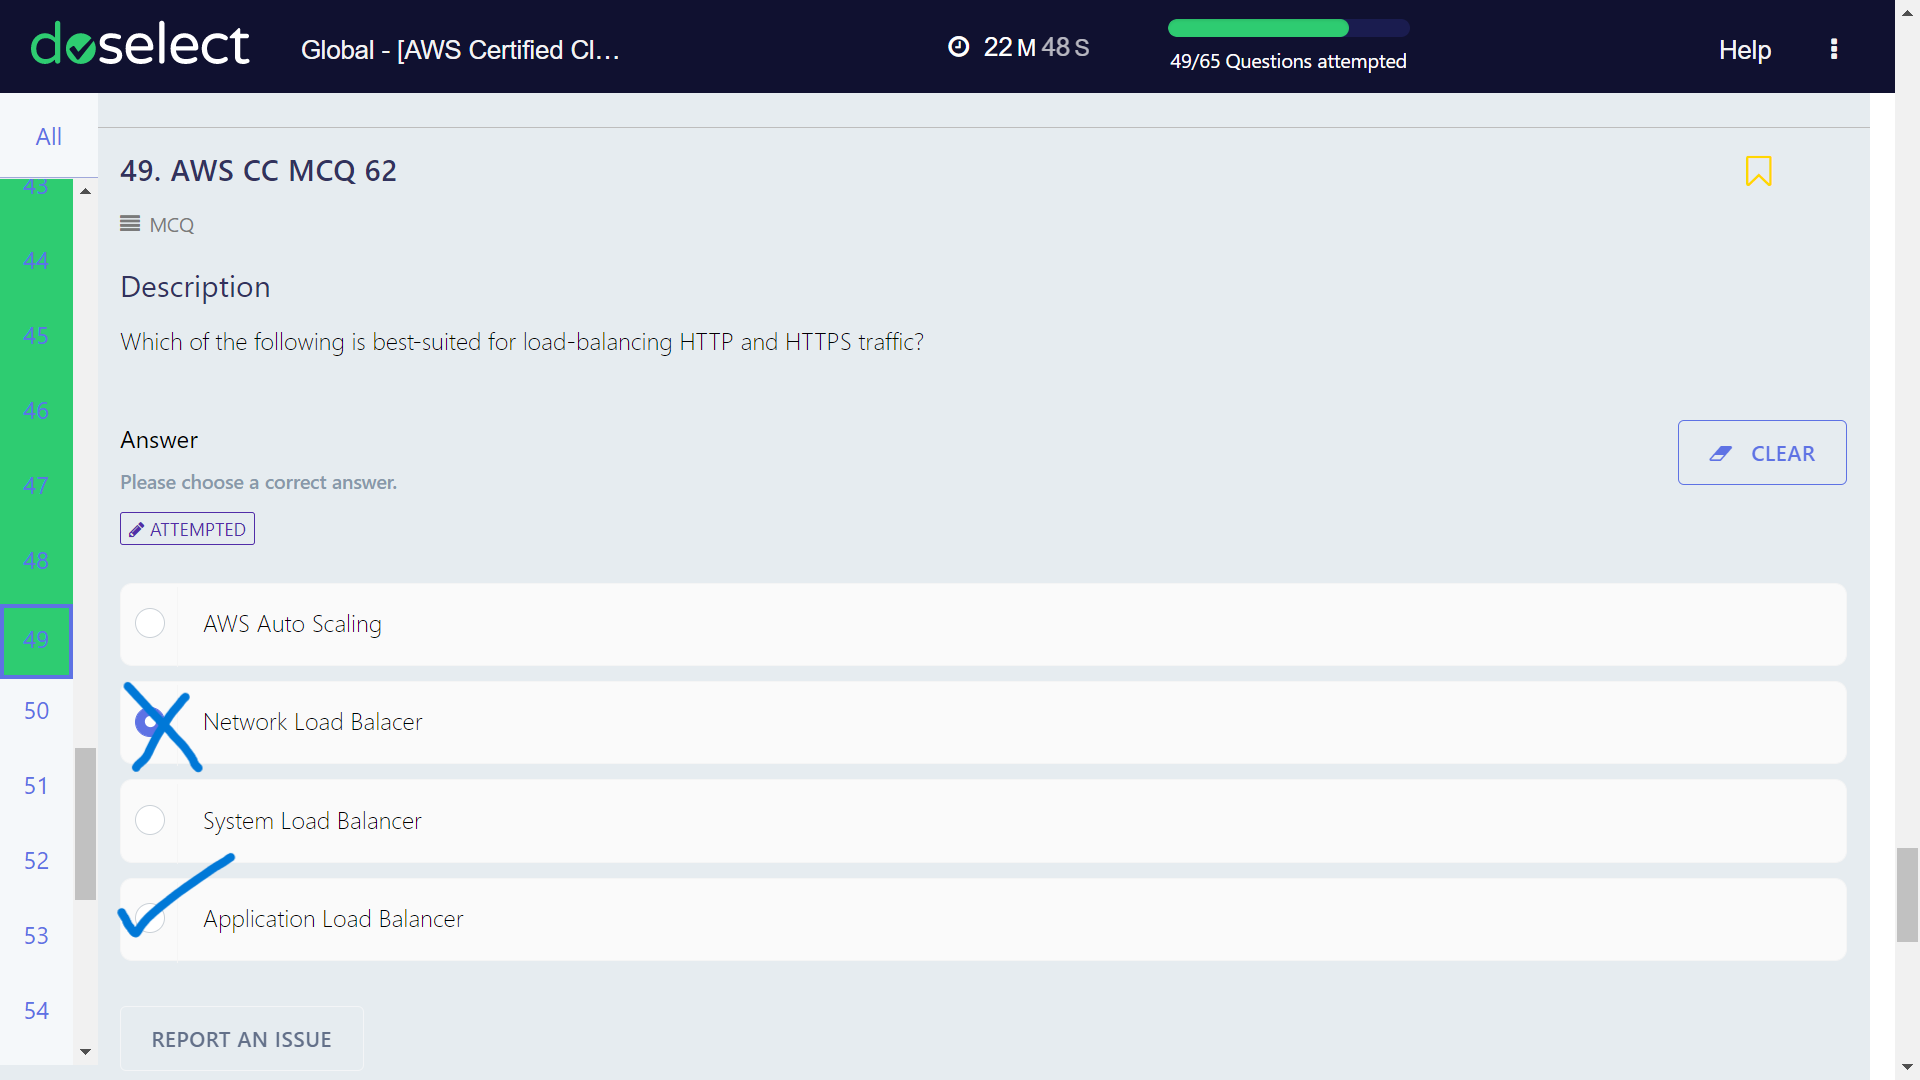 doselect
Global - [AWS Certified Cl...
22 M 48 S
49/65 Questions attempted
Help
All
43
44
45
46
47
48
49
50
51
52
53
54
49. AWS CC MCQ 62
MCQ
Description
Which of the following is best-suited for load-balancing HTTP and HTTPS traffic?
Answer
Please choose a correct answer.
CLEAR
ATTEMPTED
AWS Auto Scaling
Network Load Balacer
System Load Balancer
Application Load Balancer
REPORT AN ISSUE